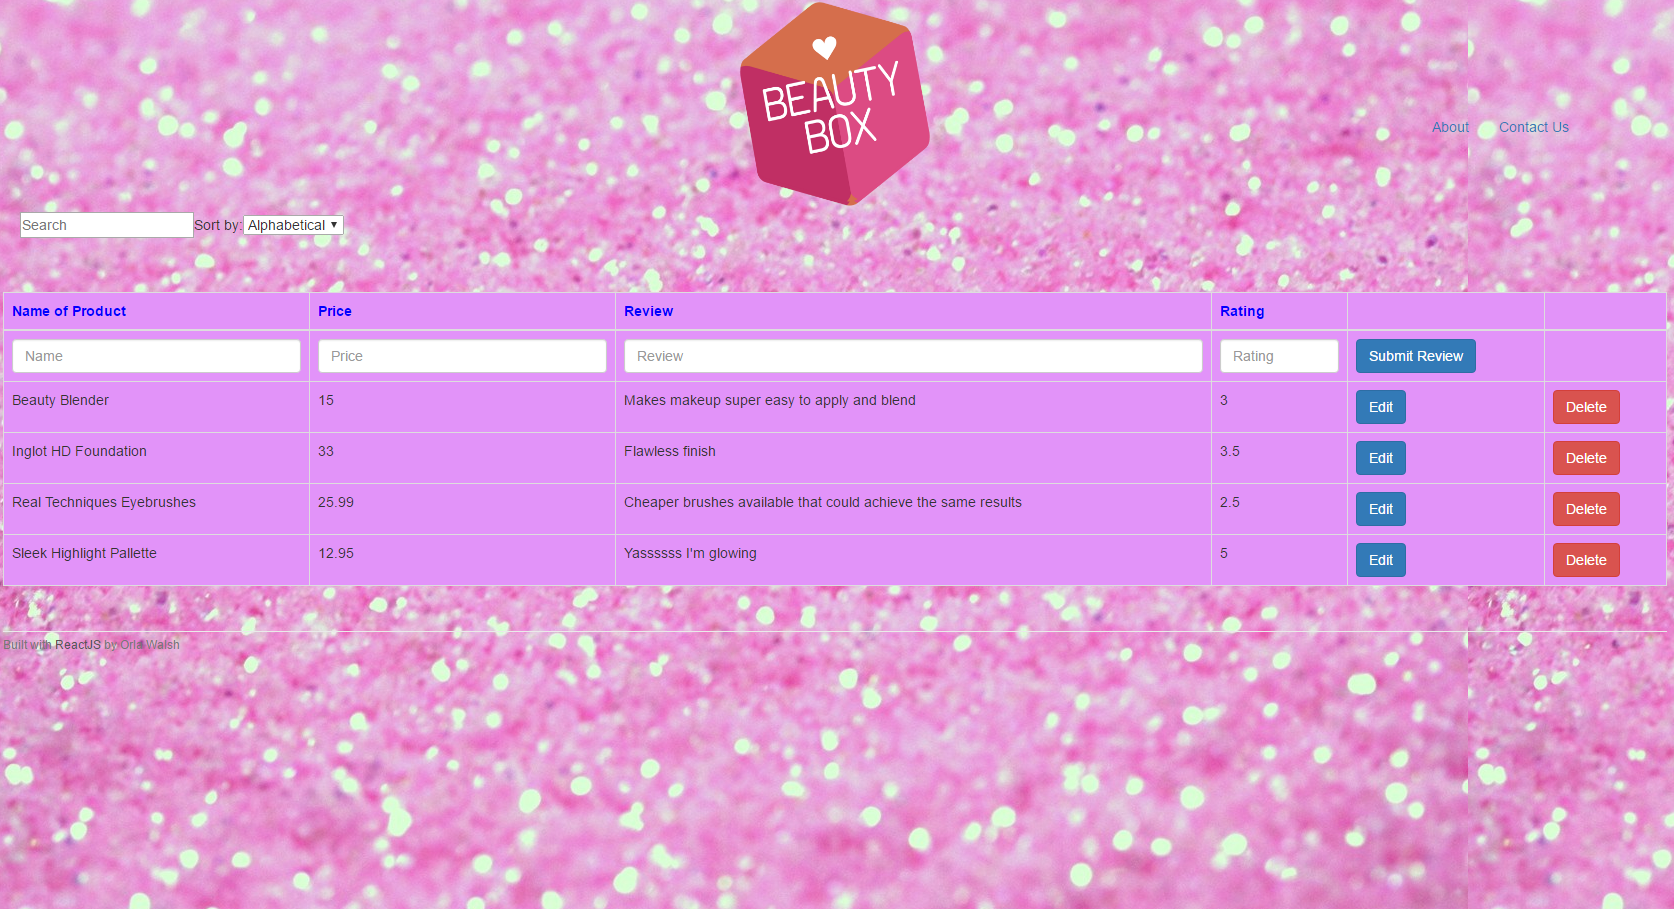 BEAUTY
BOX
About Contact Us
Search Sort by: Alphabetical
Name of Product Price Review Rating
Name Price Review Rating Submit Review
Beauty Blender 15 Makes makeup super easy to apply and blend 3 Edit Delete
Inglot HD Foundation 33 Flawless finish 3.5 Edit Delete
Real Techniques Eyebrushes 25.99 Cheaper brushes available that could achieve the same results 2.5 Edit Delete
Sleek Highlight Pallette 12.95 Yassssss I'm glowing 5 Edit Delete
Built with ReactJS by Orla Walsh